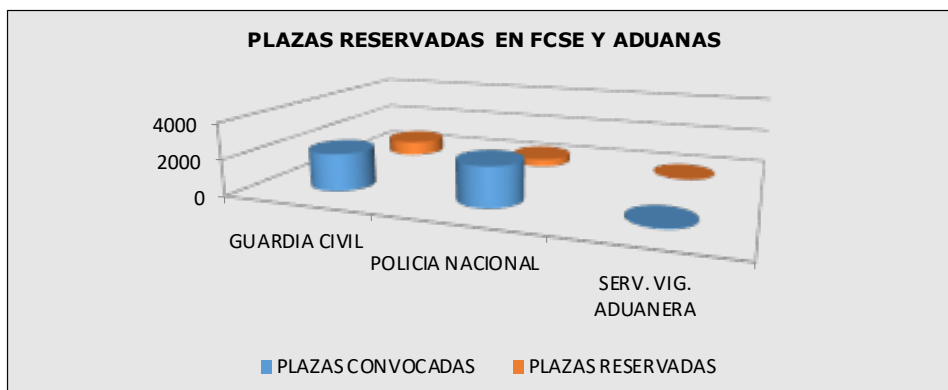 PLAZAS RESERVADAS EN FCSE Y ADUANAS
4000
2000
0
GUARDIA CIVIL
POLICIA NACIONAL
SERV. VIG.
ADUANERA
PLAZAS CONVOCADAS PLAZAS RESERVADAS